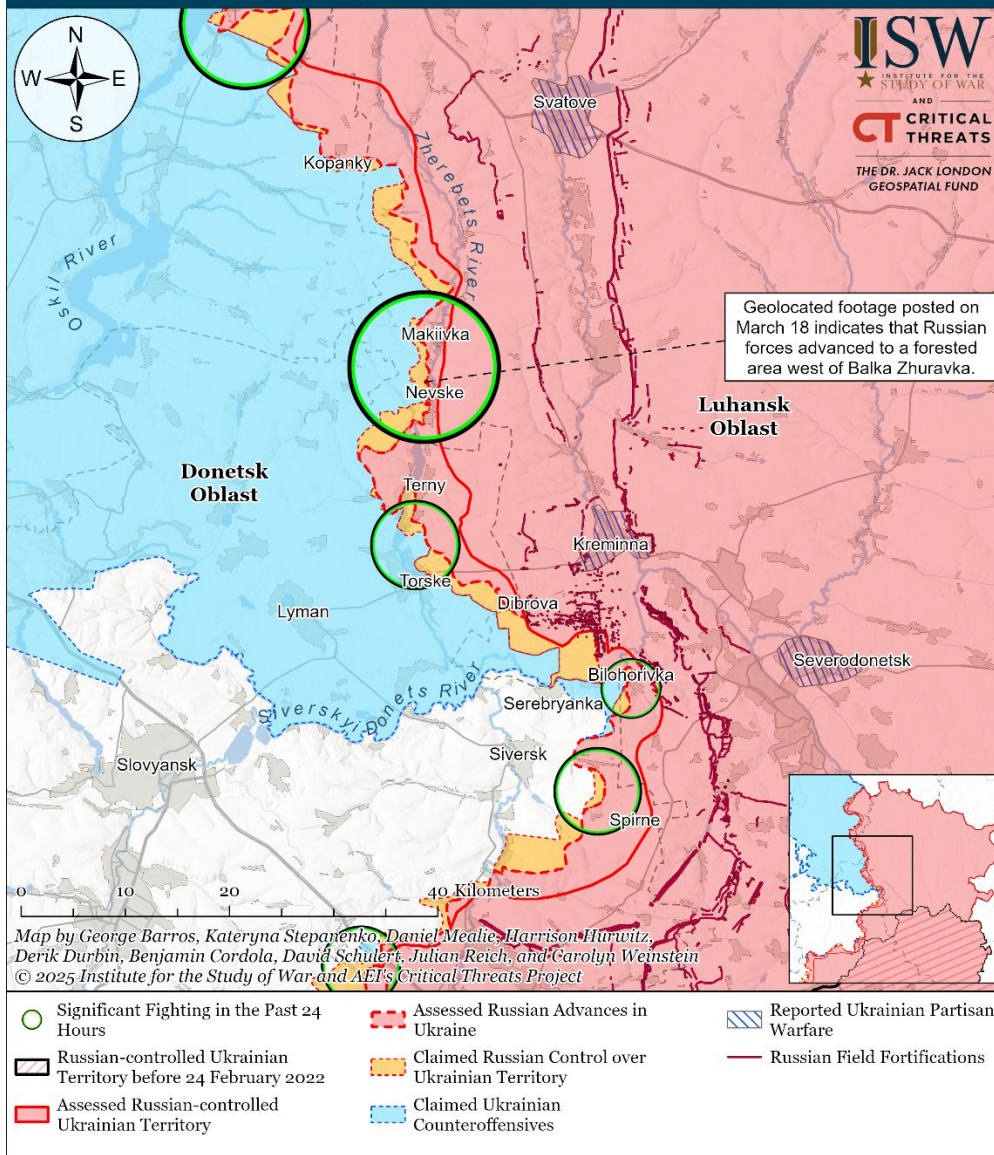 N
W E
S
ISW
INSTITUTE FOR THE
STUDY OF WAR
AND
CT CRITICAL
THREATS
THE DR. JACK LONDON
GEOSPATIAL FUND
Svatove
Kopanky
Zherebets River
Oskil River
Geolocated footage posted on
March 18 indicates that Russian
forces advanced to a forested
area west of Balka Zhuravka.
Makiivka
Nevske
Luhansk
Oblast
Donetsk
Oblast
Terny
Kreminna
Torske
Dibrova
Lyman
Severodonetsk
Bilohorivka
Serebryanka
Siverskyi Donets River
Siversk
Slovyansk
Spirne
0 10 20 40 Kilometers
Map by George Barros, Kateryna Stepanenko, Daniel Mealie, Harrison Hurwitz,
Derik Durbin, Benjamin Cordola, David Schulert, Julian Reich, and Carolyn Weinstein
© 2025 Institute for the Study of War and AEI's Critical Threats Project
Significant Fighting in the Past 24
Hours
Russian-controlled Ukrainian
Territory before 24 February 2022
Assessed Russian-controlled
Ukrainian Territory
Assessed Russian Advances in
Ukraine
Claimed Russian Control over
Ukrainian Territory
Claimed Ukrainian
Counteroffensives
Reported Ukrainian Partisan
Warfare
Russian Field Fortifications